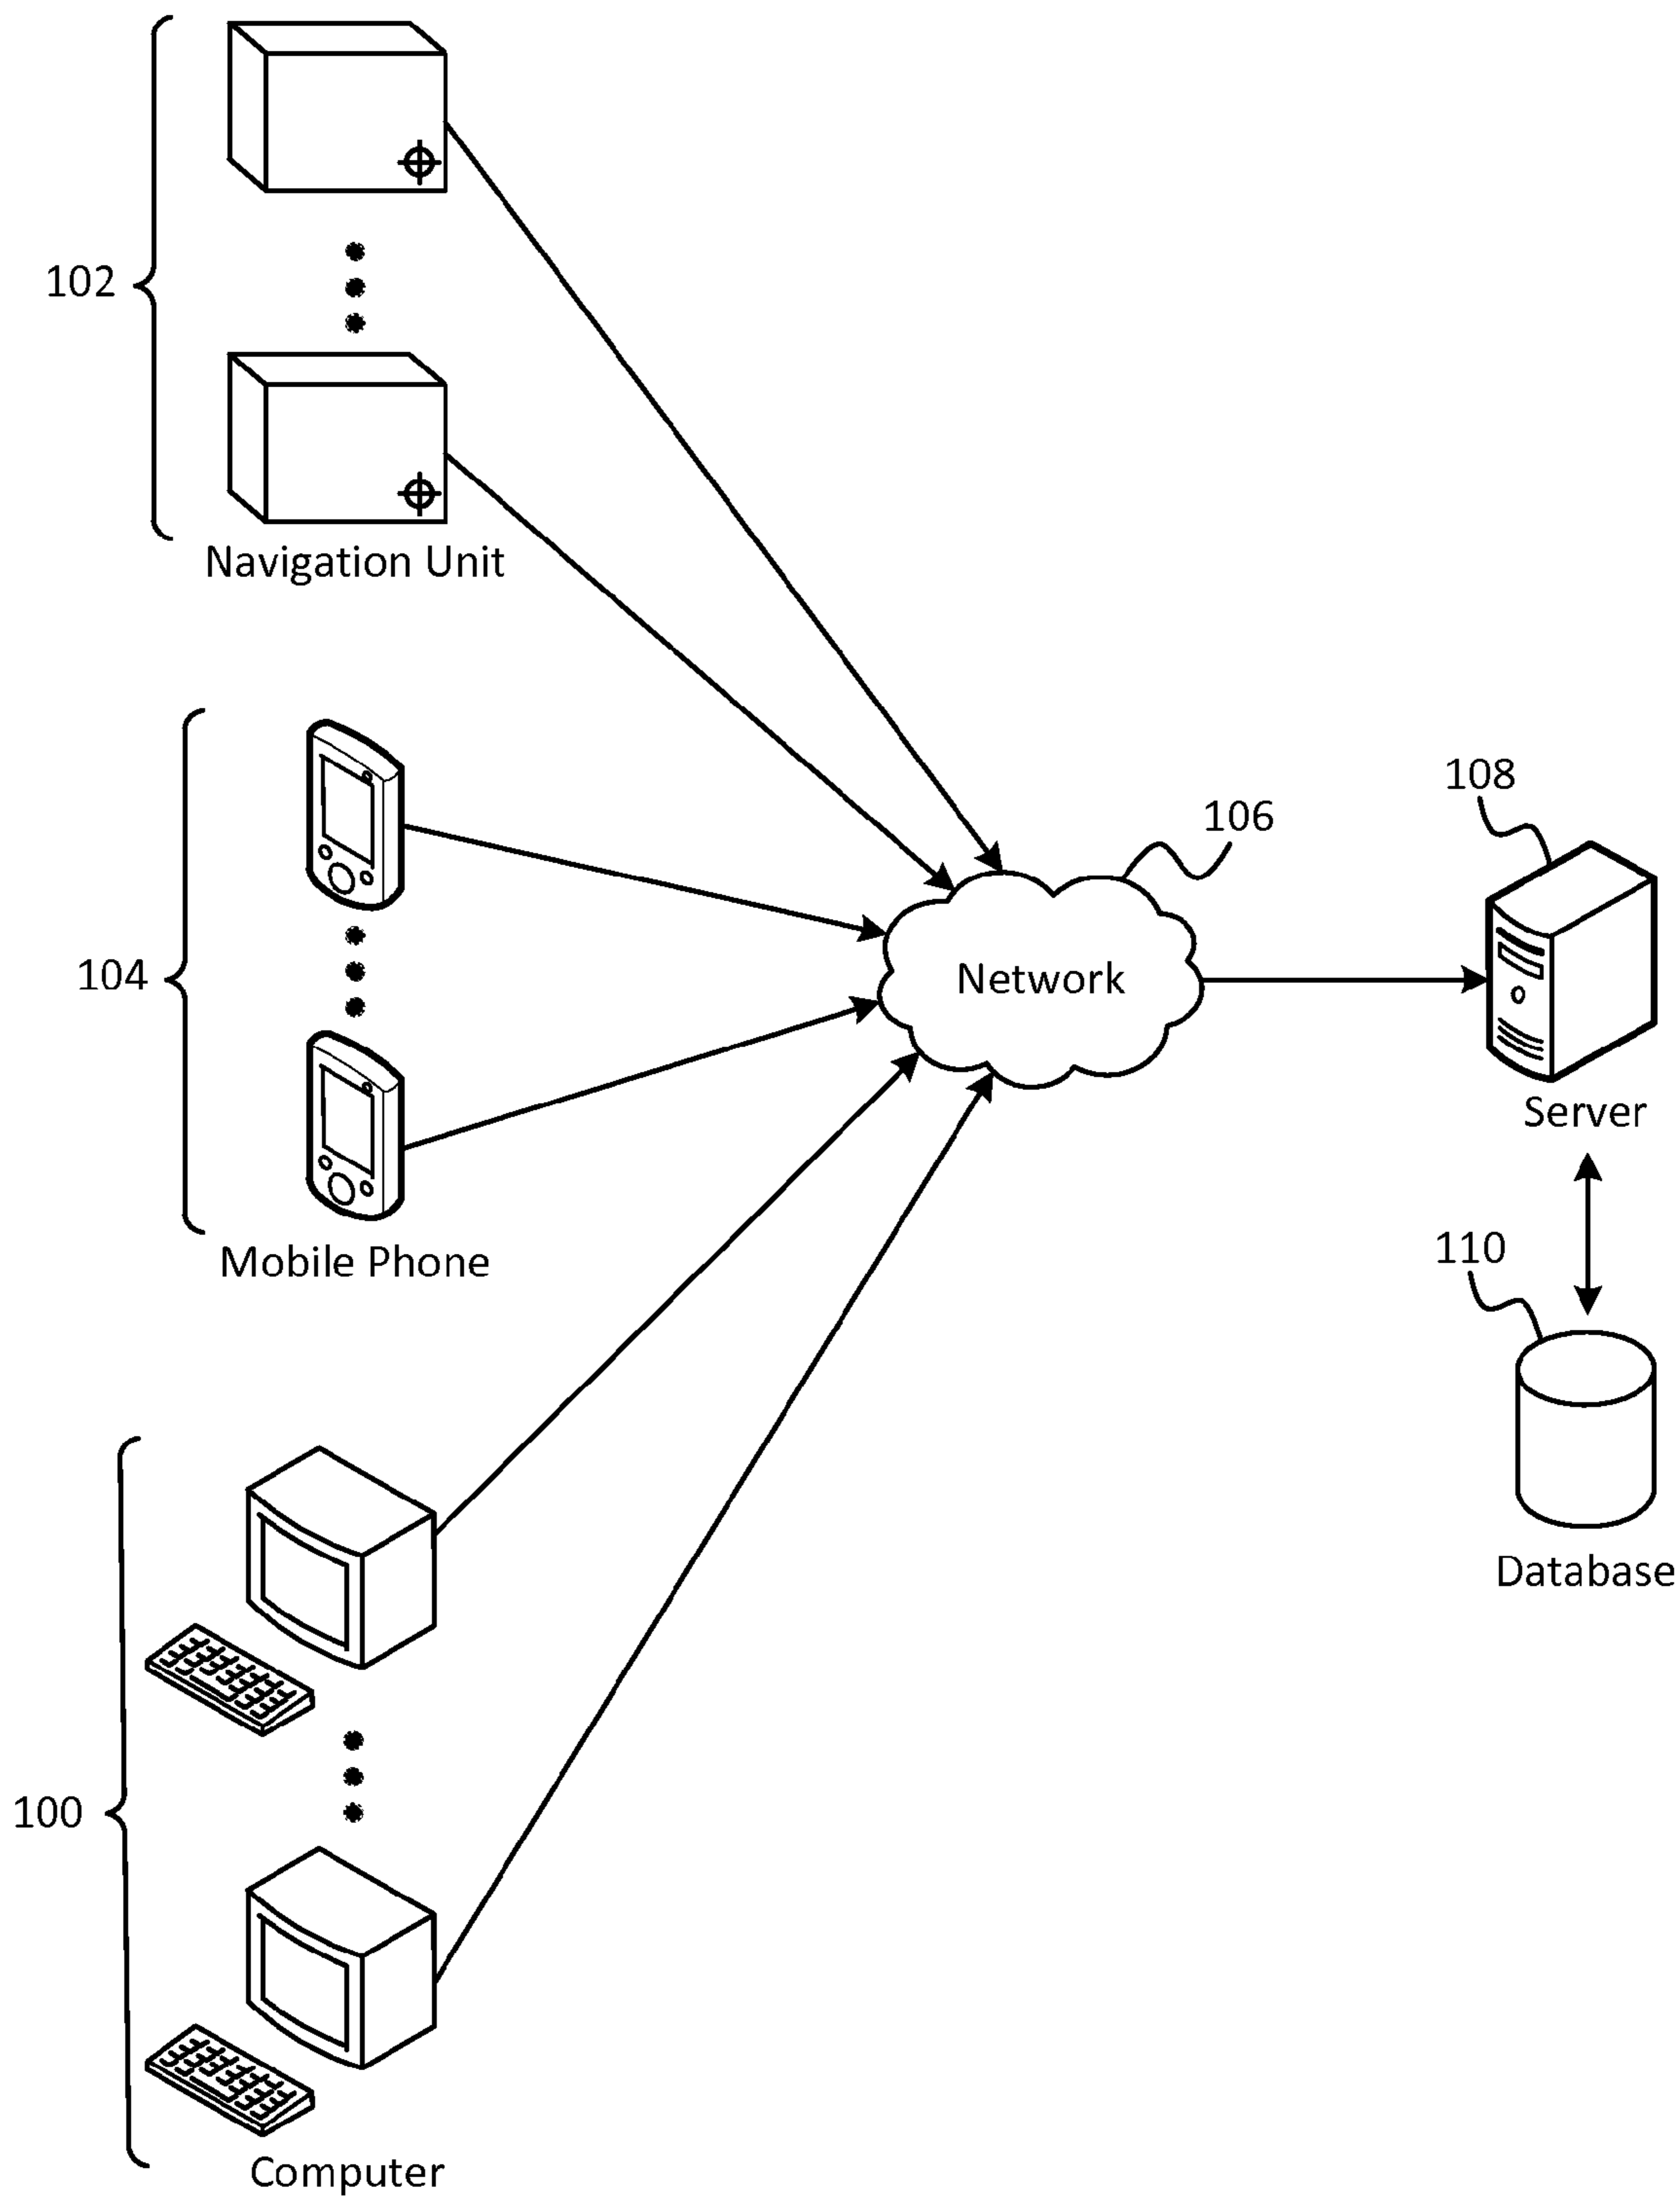 102
Navigation Unit
104
Mobile Phone
106
Network
108
Server
110
Database
100
Computer